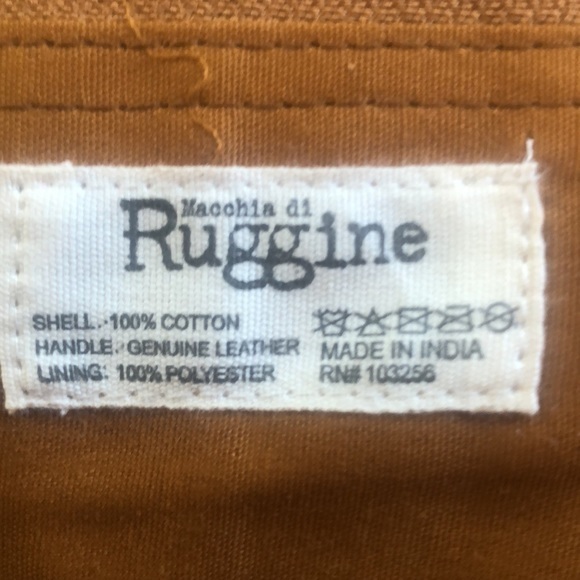 Macchia di
Ruggine
SHELL: 100% COTTON
HANDLE: GENUINE LEATHER
LINING: 100% POLYESTER
MADE IN INDIA
RN# 103256